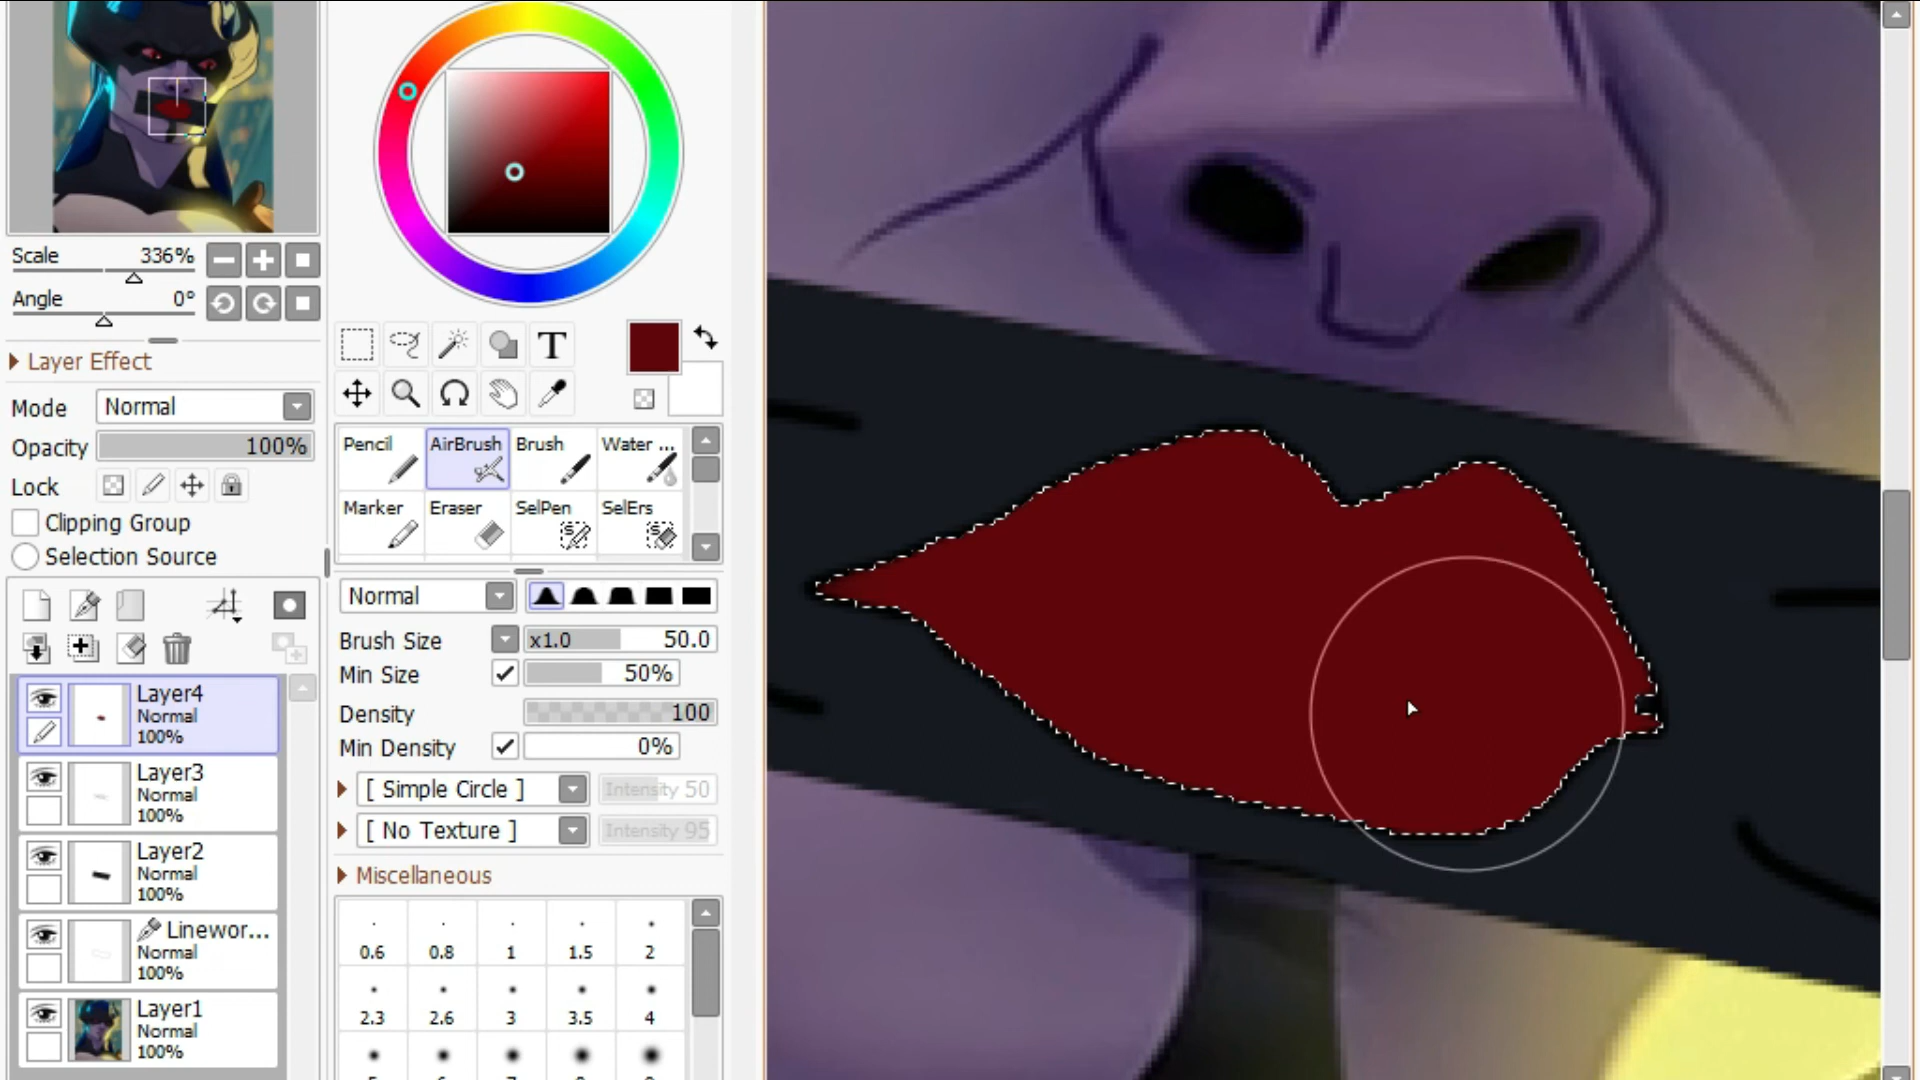 Scale 336%
Angle 0°
Layer Effect
Mode Normal
Opacity 100%
Lock
Clipping Group
Selection Source
Layer4
Normal
100%
Layer3
Normal
100%
Layer2
Normal
100%
Linewor...
Normal
100%
Layer1
Normal
100%
T
Pencil AirBrush Brush Water ...
Marker Eraser SelPen SelErs
Normal
Brush Size x1.0 50.0
Min Size 50%
Density 100
Min Density 0%
[ Simple Circle ] Intensity 50
[ No Texture ] Intensity 95
Miscellaneous
0.6 0.8 1 1.5 2
2.3 2.6 3 3.5 4